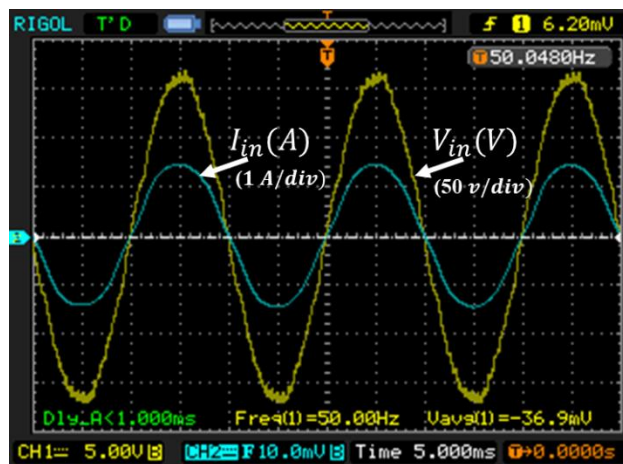 RIGOL T'D T f 1 6.20mV
T 50.0480Hz
I_in(A) V_in(V)
(1 A/div) (50 v/div)
Dly_A<1.000ms Freq(1)=50.00Hz Vavg(1)=-36.9mV
CH1 5.00V B CH2 F 10.0mV B Time 5.000ms T→0.0000s